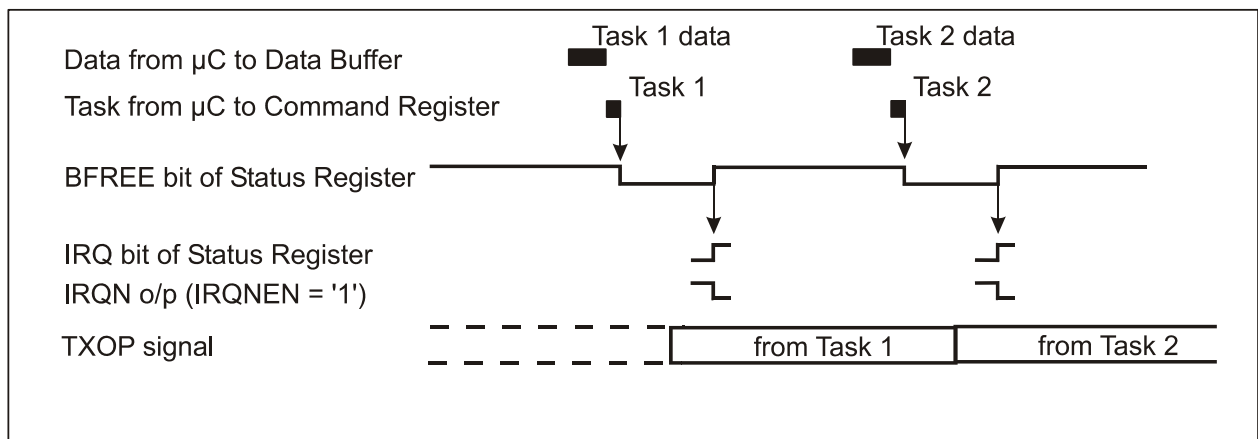 Task 1 data
Task 2 data
Data from µC to Data Buffer
Task 1
Task 2
Task from µC to Command Register
BFREE bit of Status Register
IRQ bit of Status Register
IRQN o/p (IRQNEN = '1')
TXOP signal
from Task 1
from Task 2